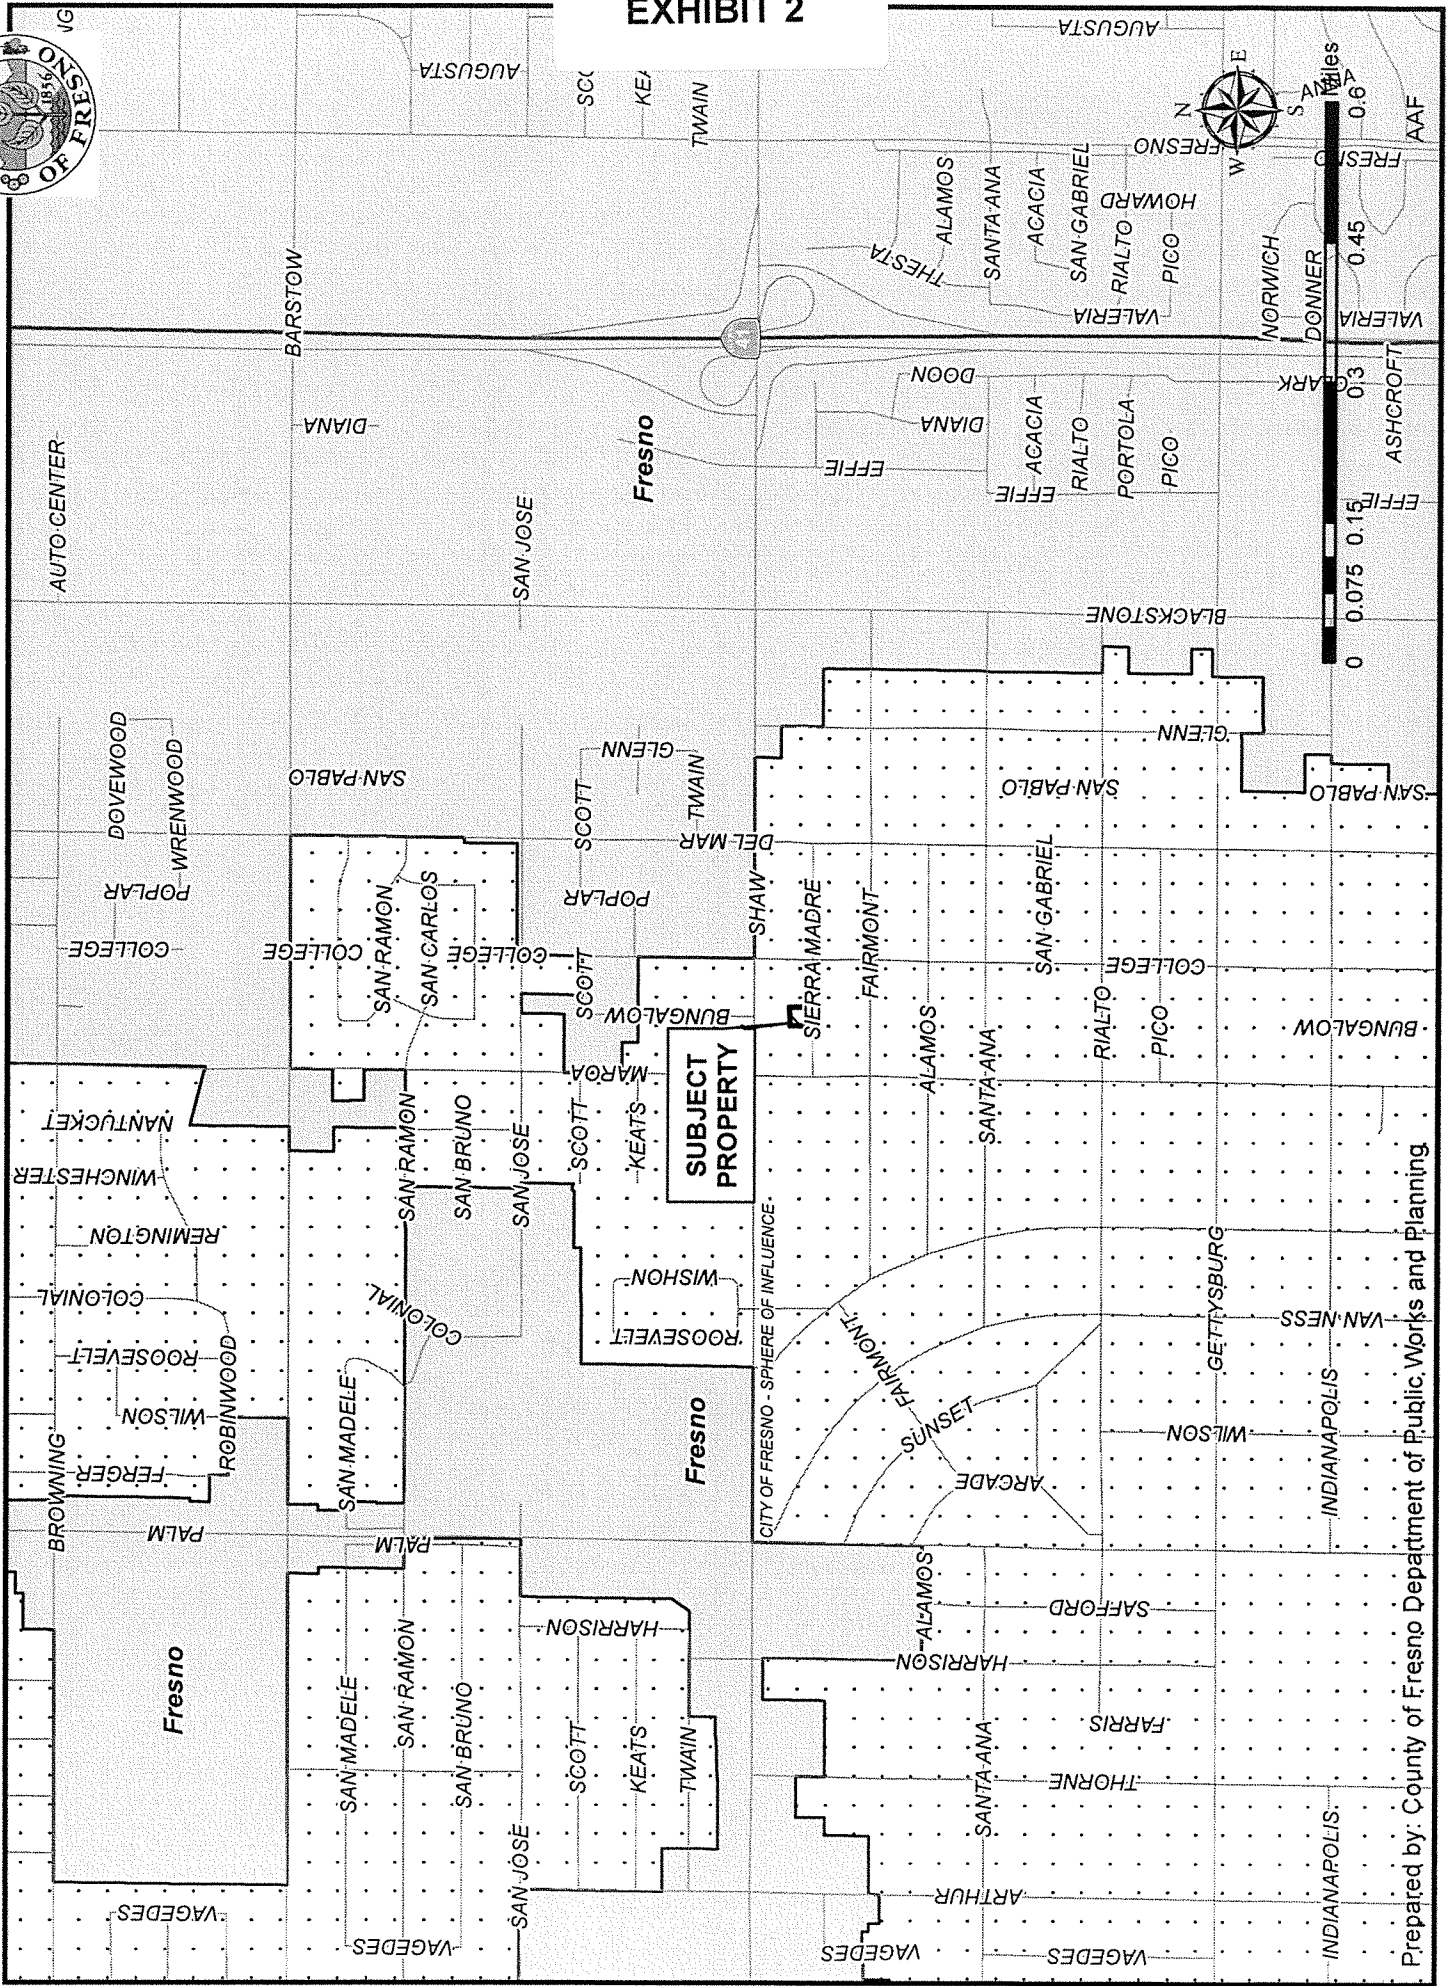 EXHIBIT 2
OF FRESNO
1856
AUTO CENTER
BARSTOW
AUGUSTA
AUGUSTA
TWAIN
DIANA
SAN JOSE
Fresno
DOVEWOOD
WRENWOOD
POPLAR
COLLEGE
SAN PABLO
SCOTT
GLENN
TWAIN
DEL MAR
POPLAR
SAN RAMON
SAN CARLOS
COLLEGE
COLLEGE
SCOTT
BUNGALOW
MAROA
SHAW
SUBJECT
PROPERTY
NANTUCKET
WINCHESTER
REMINGTON
COLONIAL
ROOSEVELT
WILSON
FERGER
BROWNING
ROBINWOOD
SAN RAMON
SAN BRUNO
SAN JOSE
SCOTT
KEATS
COLONIAL
SAN MADELE
WISHON
ROOSEVELT
Fresno
CITY OF FRESNO - SPHERE OF INFLUENCE
PALM
PALM
Fresno
SAN MADELE
SAN RAMON
SAN BRUNO
SAN JOSE
HARRISON
SCOTT
KEATS
TWAIN
VAGEDES
VAGEDES
THESTA
ALAMOS
SANTA ANA
ACACIA
SAN GABRIEL
HOWARD
RIALTO
PICO
FRESNO
FRESNO
VALERIA
VALERIA
NORWICH
DONNER
ASHCROFT
DOON
DIANA
EFFIE
EFFIE
EFFIE
ACACIA
RIALTO
PORTOLA
PICO
BLACKSTONE
GLENN
SAN PABLO
SAN PABLO
SIERRA MADRE
FAIRMONT
SAN GABRIEL
COLLEGE
ALAMOS
SANTA ANA
RIALTO
PICO
BUNGALOW
GETTYSBURG
VAN NESS
FAIRMONT
SUNSET
ARCADE
WILSON
INDIANAPOLIS
ALAMOS
SAFFORD
HARRISON
FARRIS
SANTA ANA
THORNE
ARTHUR
INDIANAPOLIS
VAGEDES
VAGEDES
N
E
S
W
0 0.075 0.15 0.3 0.45 0.6
Miles
AAF
Prepared by: County of Fresno Department of Public Works and Planning